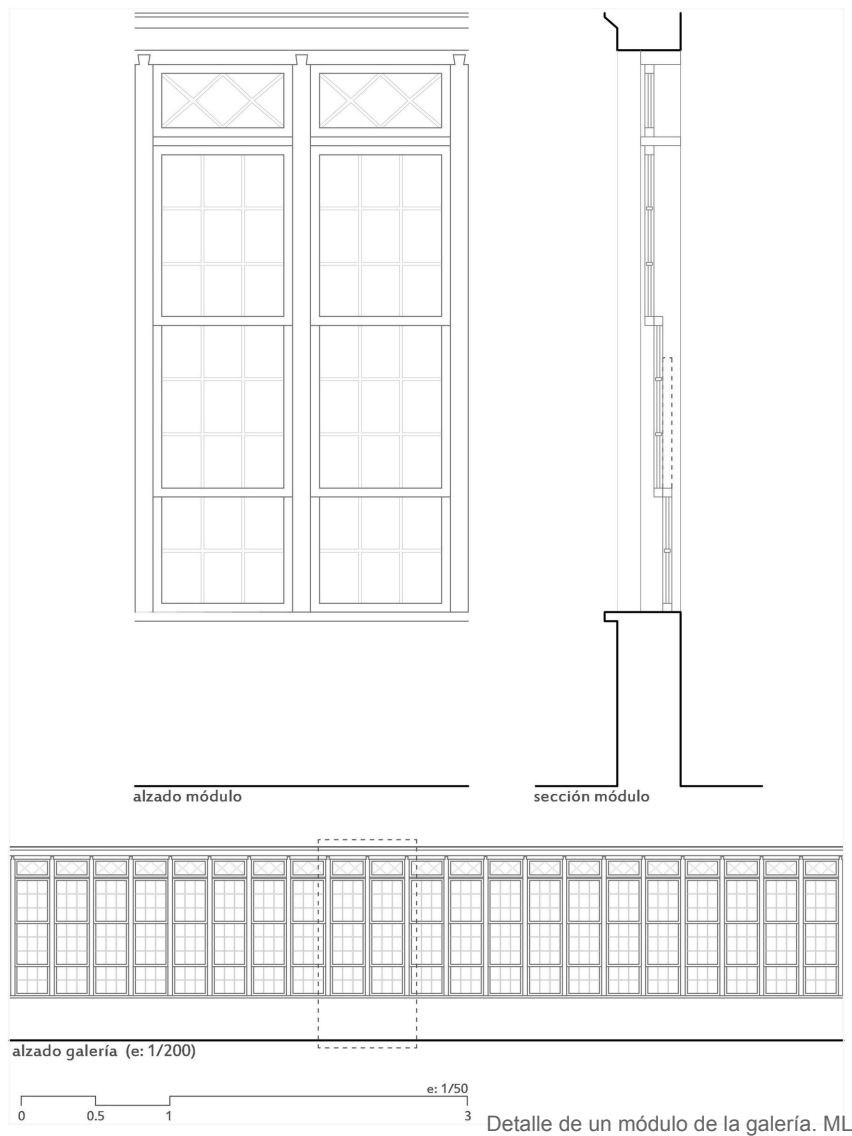 alzado módulo
sección módulo
alzado galería (e: 1/200)
e: 1/50
0 0.5 1 3
Detalle de un módulo de la galería. ML